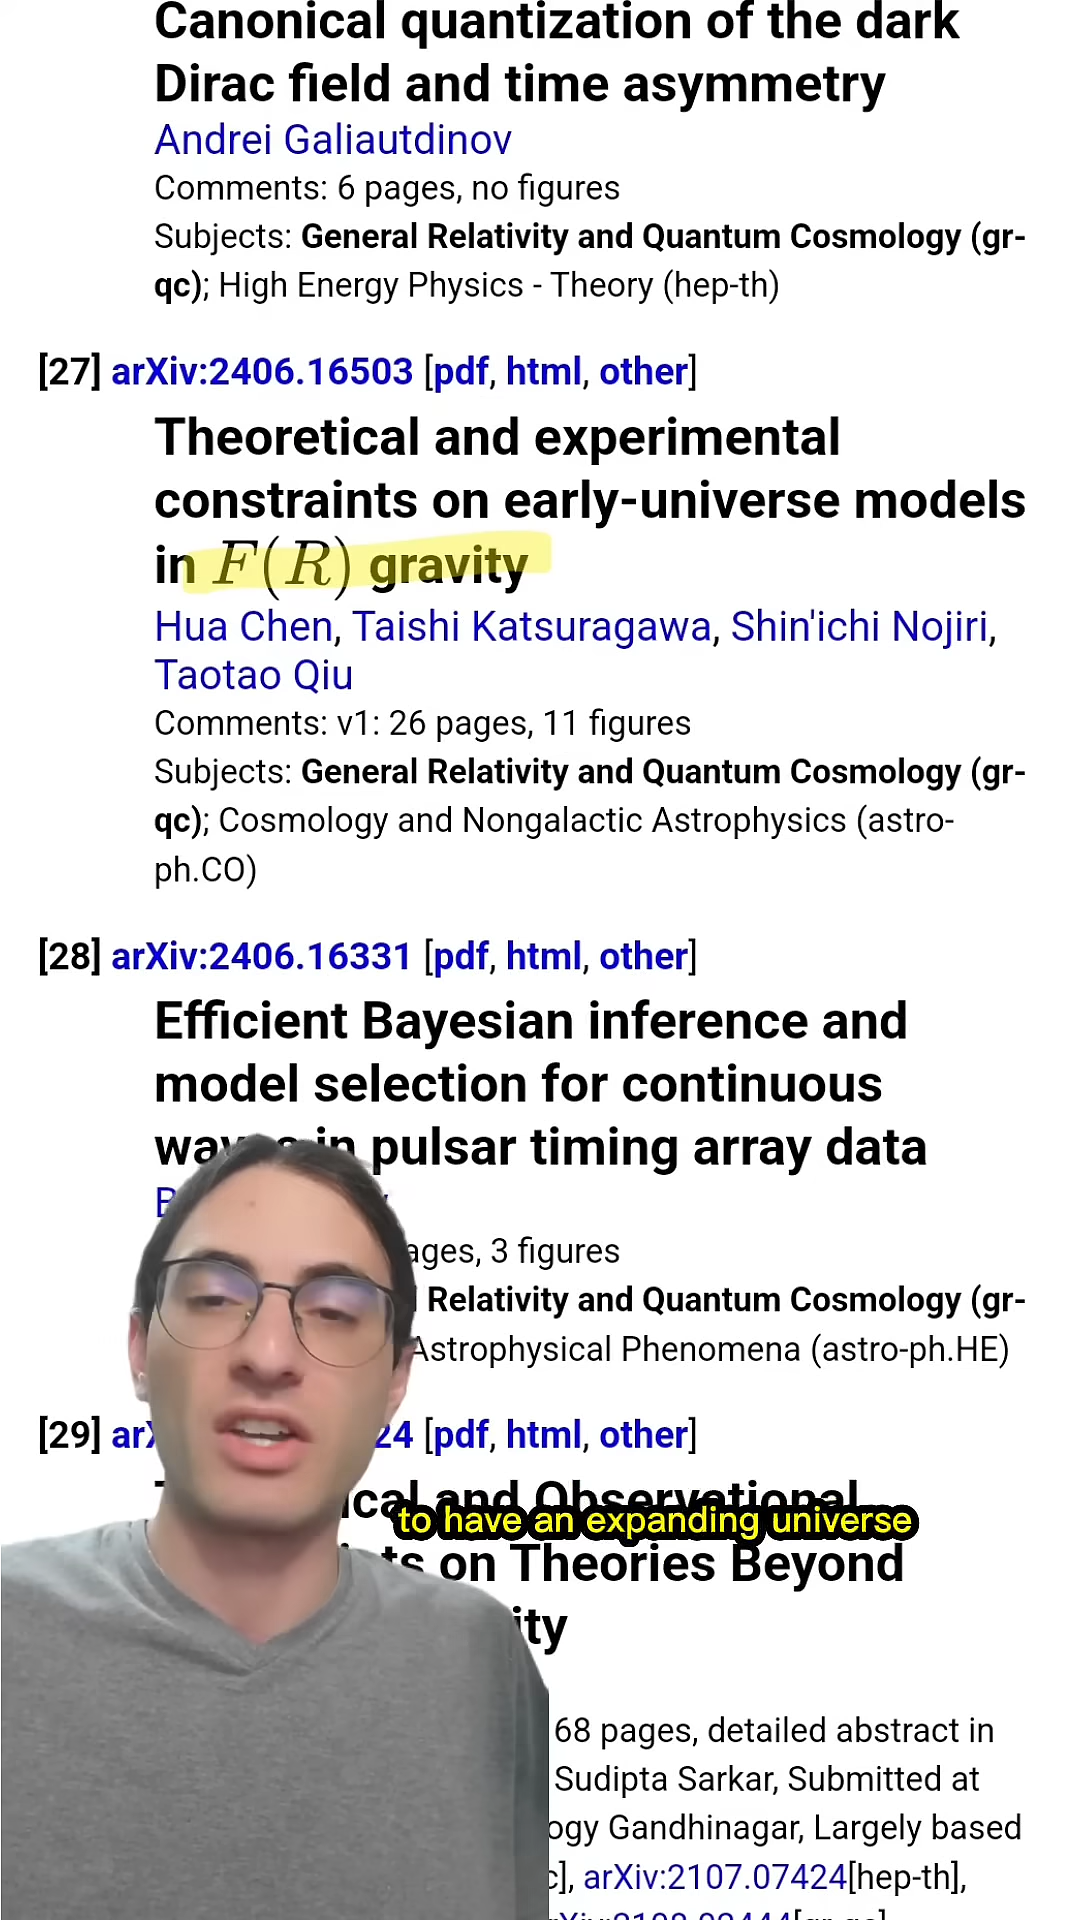 Canonical quantization of the dark
Dirac field and time asymmetry
Andrei Galiautdinov
Comments: 6 pages, no figures
Subjects: General Relativity and Quantum Cosmology (gr-
qc); High Energy Physics - Theory (hep-th)
[27] arXiv:2406.16503 [pdf, html, other]
Theoretical and experimental
constraints on early-universe models
in F(R) gravity
Hua Chen, Taishi Katsuragawa, Shin'ichi Nojiri,
Taotao Qiu
Comments: v1: 26 pages, 11 figures
Subjects: General Relativity and Quantum Cosmology (gr-
qc); Cosmology and Nongalactic Astrophysics (astro-
ph.CO)
[28] arXiv:2406.16331 [pdf, html, other]
Efficient Bayesian inference and
model selection for continuous
in pulsar timing array data
ages, 3 figures
Relativity and Quantum Cosmology (gr-
Astrophysical Phenomena (astro-ph.HE)
[29] 24 [pdf, html, other]
ical and Observational
to have an expanding universe
ts on Theories Beyond
ity
68 pages, detailed abstract in
Sudipta Sarkar, Submitted at
ogy Gandhinagar, Largely based
arXiv:2107.07424[hep-th],